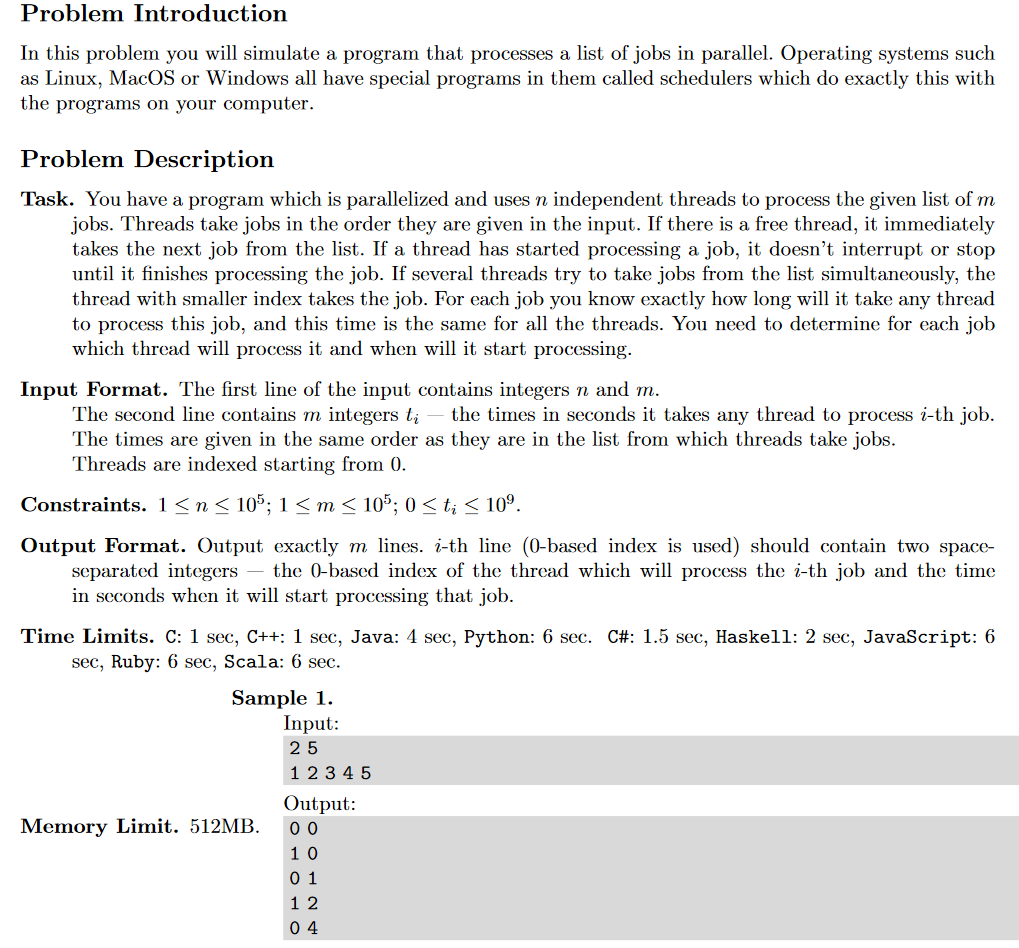 Problem Introduction
In this problem you will simulate a program that processes a list of jobs in parallel. Operating systems such
as Linux, MacOS or Windows all have special programs in them called schedulers which do exactly this with
the programs on your computer.
Problem Description
Task. You have a program which is parallelized and uses n independent threads to process the given list of m
jobs. Threads take jobs in the order they are given in the input. If there is a free thread, it immediately
takes the next job from the list. If a thread has started processing a job, it doesn't interrupt or stop
until it finishes processing the job. If several threads try to take jobs from the list simultaneously, the
thread with smaller index takes the job. For each job you know exactly how long will it take any thread
to process this job, and this time is the same for all the threads. You need to determine for each job
which thread will process it and when will it start processing.
Input Format. The first line of the input contains integers n and m.
The second line contains m integers tᵢ — the times in seconds it takes any thread to process i-th job.
The times are given in the same order as they are in the list from which threads take jobs.
Threads are indexed starting from 0.
Constraints. 1 ≤ n ≤ 10⁵; 1 ≤ m ≤ 10⁵; 0 ≤ tᵢ ≤ 10⁹.
Output Format. Output exactly m lines. i-th line (0-based index is used) should contain two space-
separated integers — the 0-based index of the thread which will process the i-th job and the time
in seconds when it will start processing that job.
Time Limits. C: 1 sec, C++: 1 sec, Java: 4 sec, Python: 6 sec. C#: 1.5 sec, Haskell: 2 sec, JavaScript: 6
sec, Ruby: 6 sec, Scala: 6 sec.
Sample 1.
Input:
2 5
1 2 3 4 5
Output:
Memory Limit. 512MB.
0 0
1 0
0 1
1 2
0 4